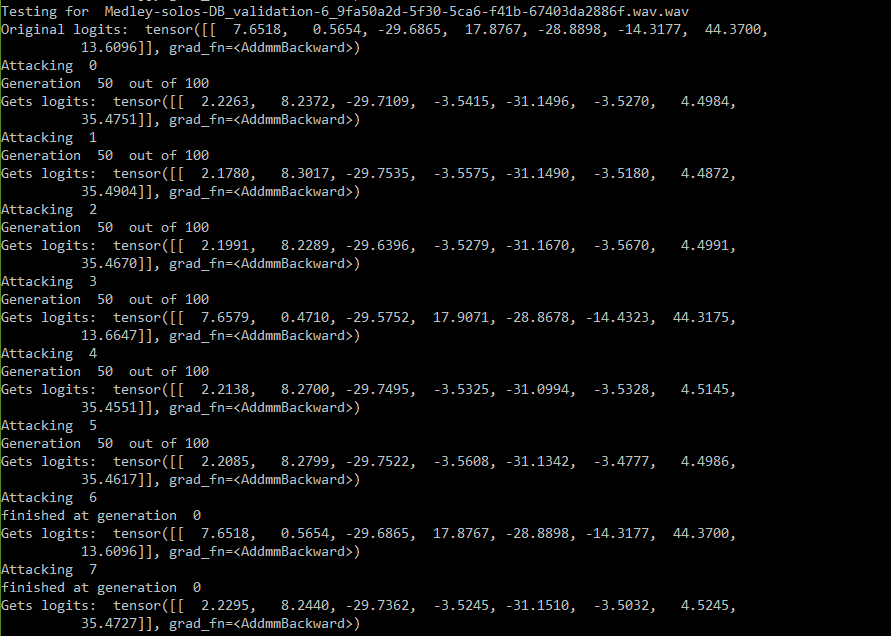 Testing for  Medley-solos-DB_validation-6_9fa50a2d-5f30-5ca6-f41b-67403da2886f.wav.wav
Original logits:  tensor([[  7.6518,   0.5654, -29.6865,  17.8767, -28.8898, -14.3177,  44.3700,
          13.6096]], grad_fn=<AddmmBackward>)
Attacking  0
Generation  50  out of 100
Gets logits:  tensor([[  2.2263,   8.2372, -29.7109,  -3.5415, -31.1496,  -3.5270,   4.4984,
          35.4751]], grad_fn=<AddmmBackward>)
Attacking  1
Generation  50  out of 100
Gets logits:  tensor([[  2.1780,   8.3017, -29.7535,  -3.5575, -31.1490,  -3.5180,   4.4872,
          35.4904]], grad_fn=<AddmmBackward>)
Attacking  2
Generation  50  out of 100
Gets logits:  tensor([[  2.1991,   8.2289, -29.6396,  -3.5279, -31.1670,  -3.5670,   4.4991,
          35.4670]], grad_fn=<AddmmBackward>)
Attacking  3
Generation  50  out of 100
Gets logits:  tensor([[  7.6579,   0.4710, -29.5752,  17.9071, -28.8678, -14.4323,  44.3175,
          13.6647]], grad_fn=<AddmmBackward>)
Attacking  4
Generation  50  out of 100
Gets logits:  tensor([[  2.2138,   8.2700, -29.7495,  -3.5325, -31.0994,  -3.5328,   4.5145,
          35.4551]], grad_fn=<AddmmBackward>)
Attacking  5
Generation  50  out of 100
Gets logits:  tensor([[  2.2085,   8.2799, -29.7522,  -3.5608, -31.1342,  -3.4777,   4.4986,
          35.4617]], grad_fn=<AddmmBackward>)
Attacking  6
finished at generation  0
Gets logits:  tensor([[  7.6518,   0.5654, -29.6865,  17.8767, -28.8898, -14.3177,  44.3700,
          13.6096]], grad_fn=<AddmmBackward>)
Attacking  7
finished at generation  0
Gets logits:  tensor([[  2.2295,   8.2440, -29.7362,  -3.5245, -31.1510,  -3.5032,   4.5245,
          35.4727]], grad_fn=<AddmmBackward>)